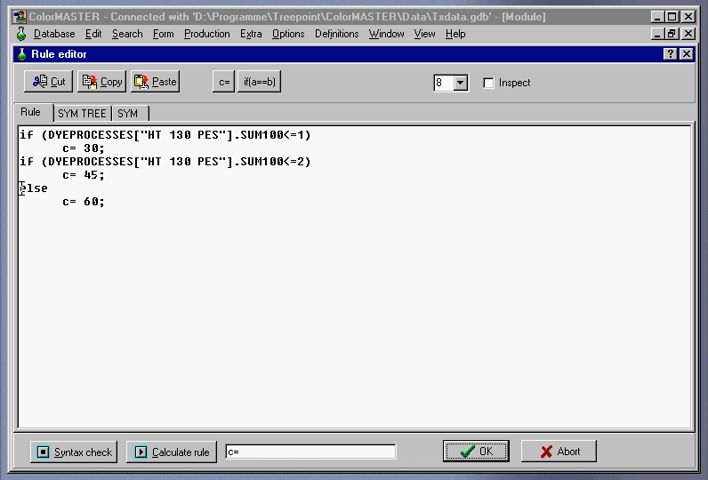 ColorMASTER - Connected with 'D:\Programme\Treepoint\ColorMASTER\Data\Txdata.gdb' - [Module]
Database Edit Search Form Production Extra Options Definitions Window View Help
Rule editor
Cut Copy Paste c= if(a==b) 8 Inspect
Rule SYM TREE SYM
if (DYEPROCESSES["HT 130 PES"].SUM100<=1)
c= 30;
if (DYEPROCESSES["HT 130 PES"].SUM100<=2)
c= 45;
else
c= 60;
Syntax check Calculate rule c= OK Abort